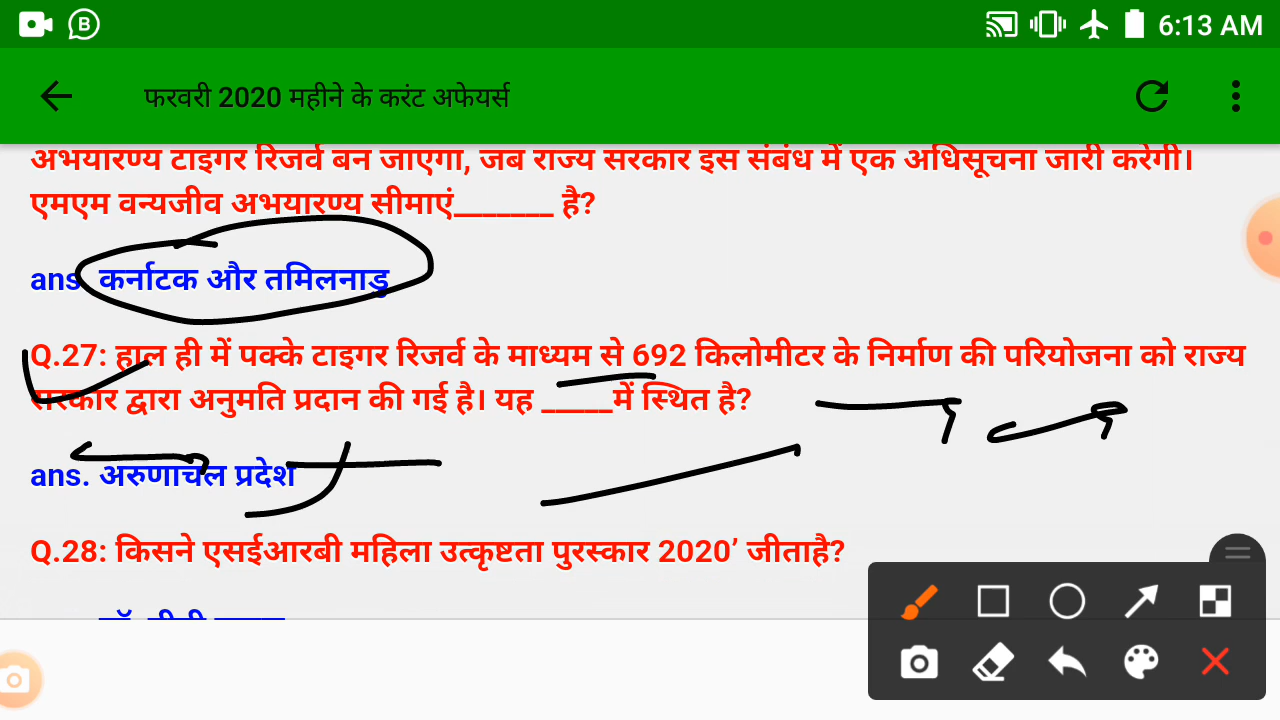 B
6:13 AM
फरवरी 2020 महीने के करंट अफेयर्स
अभयारण्य टाइगर रिजर्व बन जाएगा, जब राज्य सरकार इस संबंध में एक अधिसूचना जारी करेगी।
एमएम वन्यजीव अभयारण्य सीमाएं_______ है?
ans. कर्नाटक और तमिलनाडु
Q.27: हाल ही में पक्के टाइगर रिजर्व के माध्यम से 692 किलोमीटर के निर्माण की परियोजना को राज्य
सरकार द्वारा अनुमति प्रदान की गई है। यह _____में स्थित है?
ans. अरुणाचल प्रदेश
Q.28: किसने एसईआरबी महिला उत्कृष्टता पुरस्कार 2020’ जीताहै?